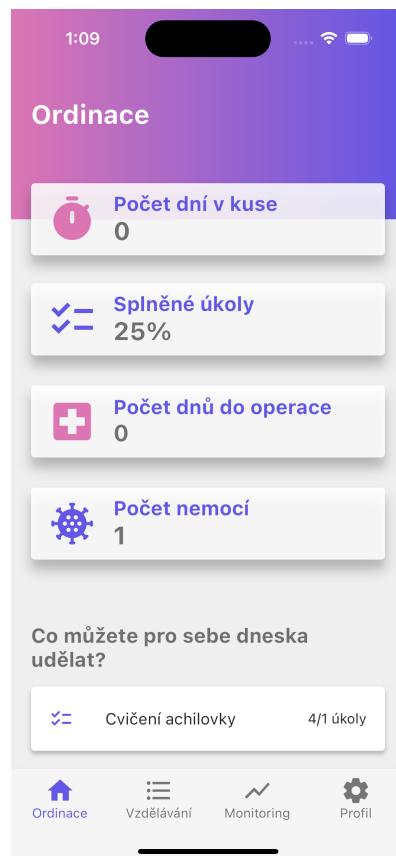 1:09
Ordinace
Počet dní v kuse
0
Splněné úkoly
25%
Počet dnů do operace
0
Počet nemocí
1
Co můžete pro sebe dneska
udělat?
Cvičení achilovky 4/1 úkoly
Ordinace Vzdělávání Monitoring Profil